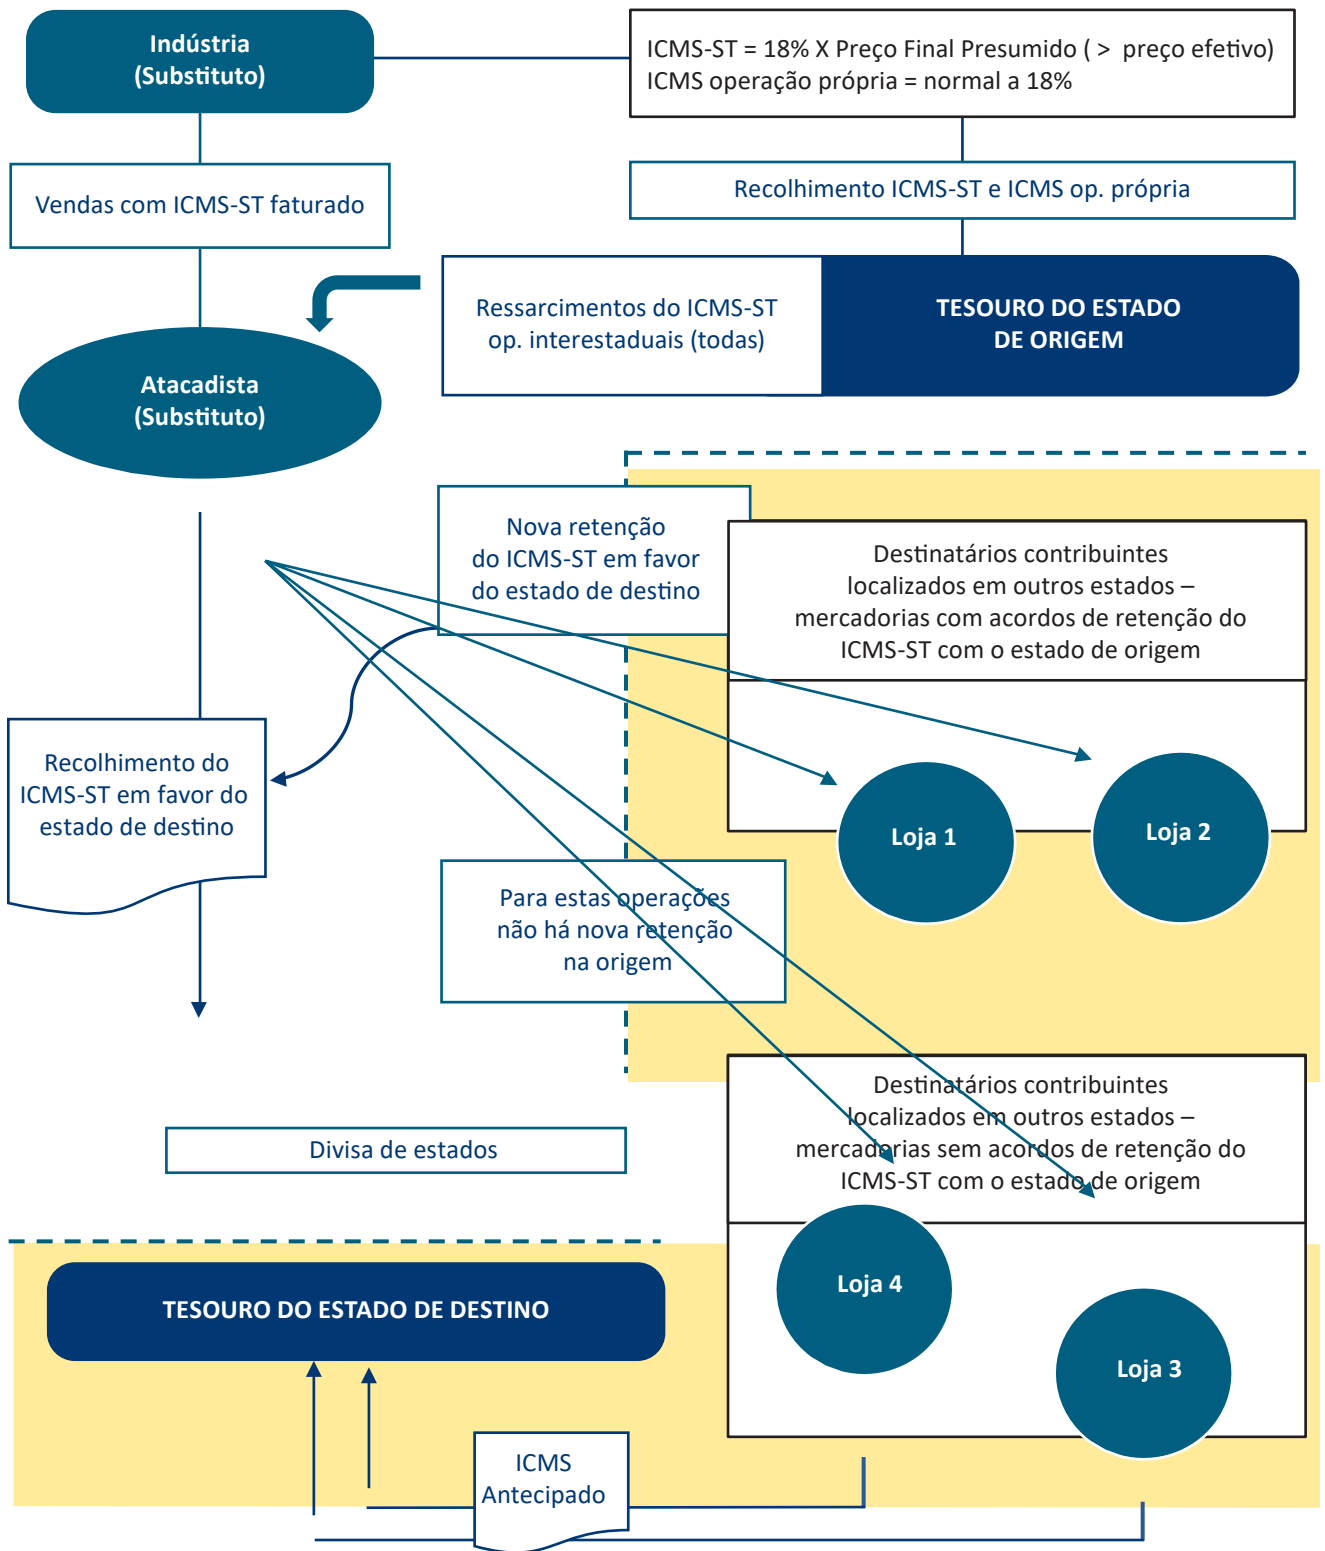 Indústria
(Substituto)
ICMS-ST = 18% X Preço Final Presumido ( > preço efetivo)
ICMS operação própria = normal a 18%
Vendas com ICMS-ST faturado
Recolhimento ICMS-ST e ICMS op. própria
Ressarcimentos do ICMS-ST
op. interestaduais (todas)
TESOURO DO ESTADO
DE ORIGEM
Atacadista
(Substituto)
Nova retenção
do ICMS-ST em favor
do estado de destino
Destinatários contribuintes
localizados em outros estados –
mercadorias com acordos de retenção do
ICMS-ST com o estado de origem
Recolhimento do
ICMS-ST em favor do
estado de destino
Loja 1
Loja 2
Para estas operações
não há nova retenção
na origem
Destinatários contribuintes
localizados em outros estados –
mercadorias sem acordos de retenção do
ICMS-ST com o estado de origem
Divisa de estados
TESOURO DO ESTADO DE DESTINO
Loja 4
Loja 3
ICMS
Antecipado